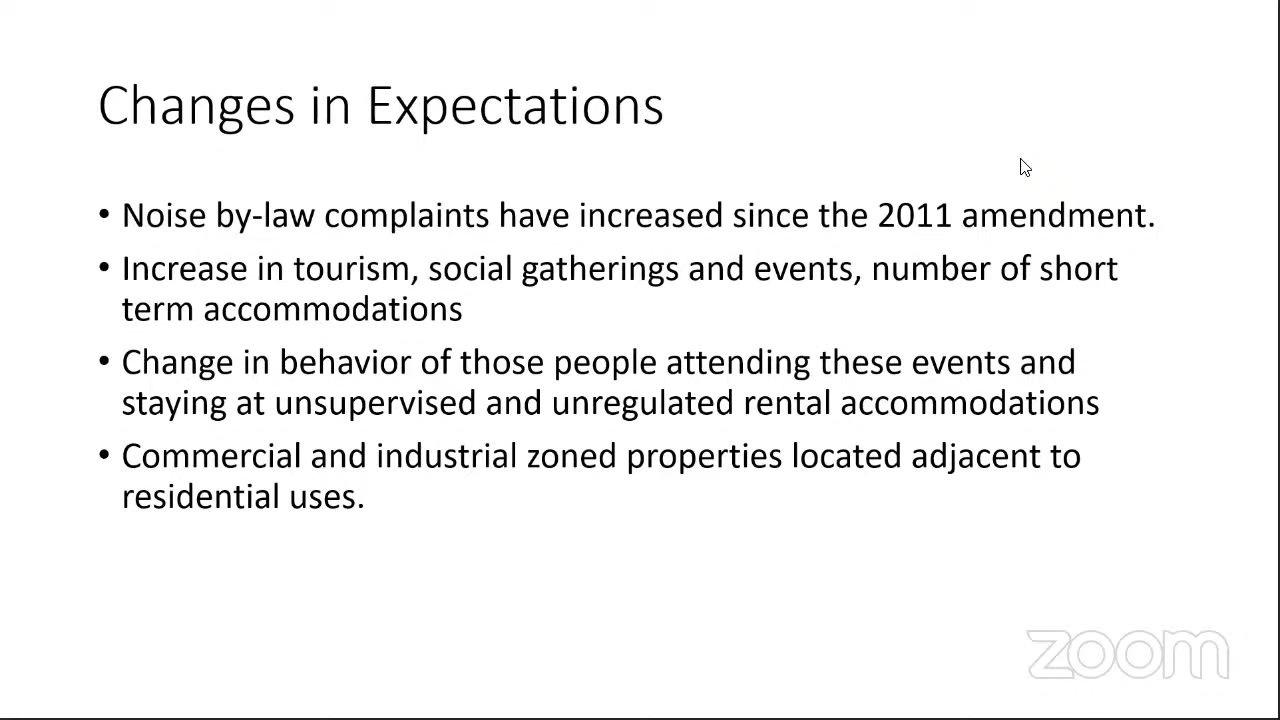 Changes in Expectations
• Noise by-law complaints have increased since the 2011 amendment.
• Increase in tourism, social gatherings and events, number of short
term accommodations
• Change in behavior of those people attending these events and
staying at unsupervised and unregulated rental accommodations
• Commercial and industrial zoned properties located adjacent to
residential uses.
zoom